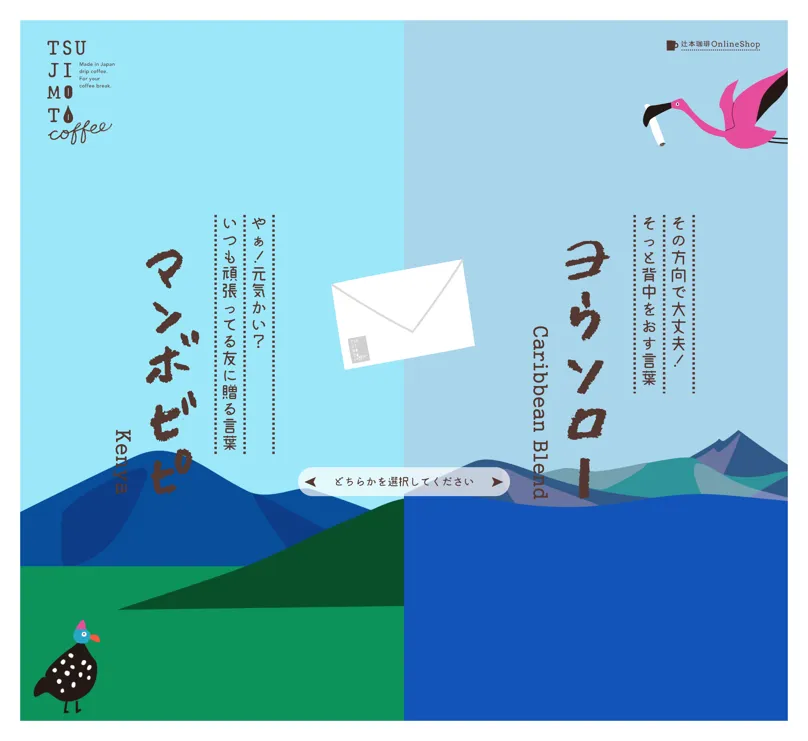 TSU
JI
MO
TO
coffee
Made in Japan
drip coffee.
For your
coffee break.
辻本珈琲OnlineShop
やぁ！元気かい？
いつも頑張ってる友に贈る言葉
マンボピピ
Kenya
その方向で大丈夫！
そっと背中をおす言葉
ヨウソロー
Caribbean Blend
どちらかを選択してください